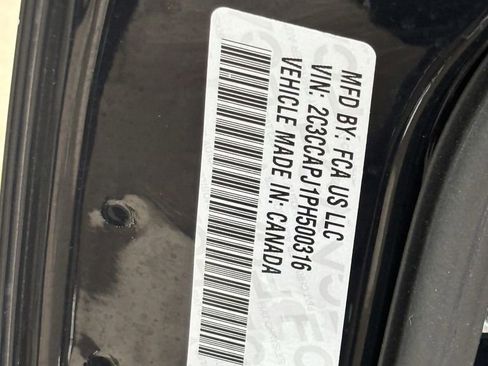 MFD BY: FCA US LLC
VIN: 2C3CCAPJ1PH500316
VEHICLE MADE IN: CANADA